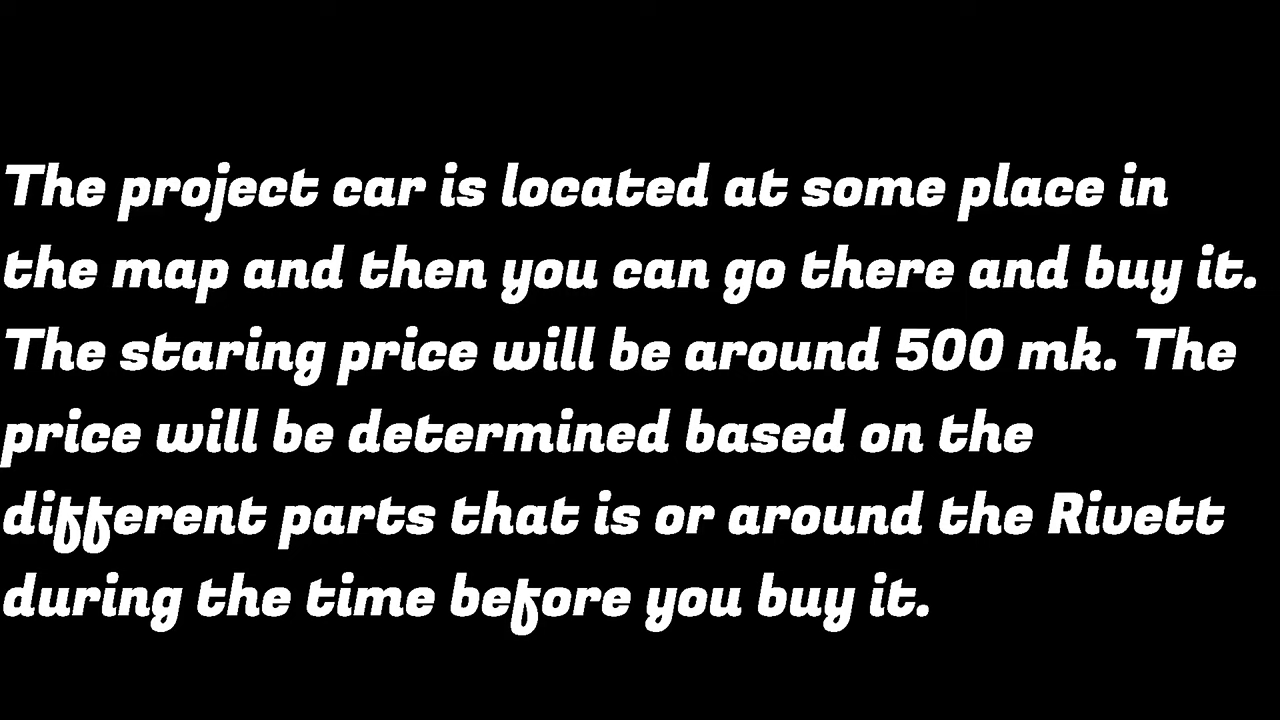 The project car is located at some place in
the map and then you can go there and buy it.
The staring price will be around 500 mk. The
price will be determined based on the
different parts that is or around the Rivett
during the time before you buy it.